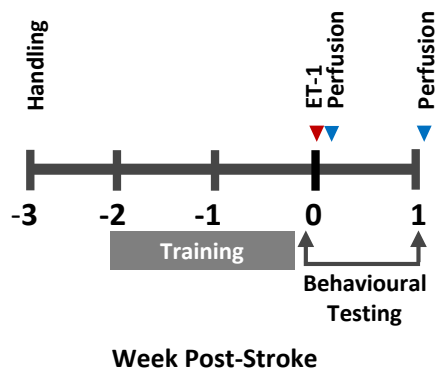 Handling
ET-1
Perfusion
Perfusion
-3 -2 -1 0 1
Training
Behavioural
Testing
Week Post-Stroke